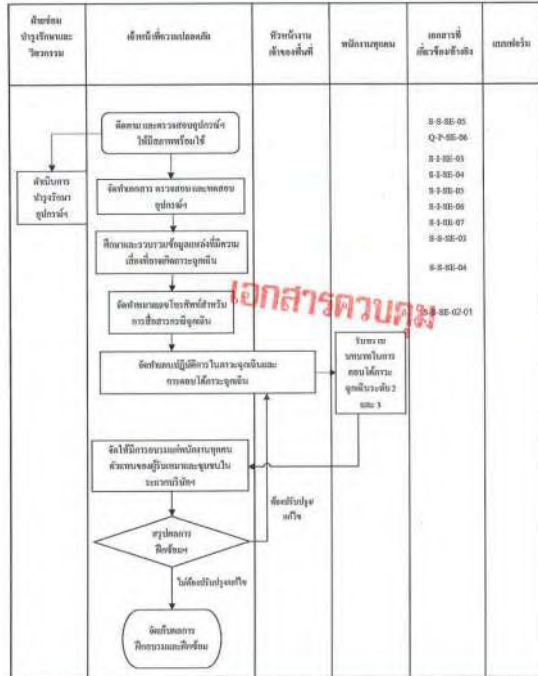 ฝ่ายซ่อม
บำรุงรักษาและ
วิศวกรรม
เจ้าหน้าที่ความปลอดภัย
หัวหน้างาน
เจ้าของพื้นที่
พนักงานทุกคน
เอกสารที่
เกี่ยวข้อง/อ้างอิง
แบบฟอร์ม
ติดตาม และตรวจสอบอุปกรณ์ฯ
ให้มีสภาพพร้อมใช้
ดำเนินการ
บำรุงรักษา
อุปกรณ์ฯ
จัดทำเอกสาร ตรวจสอบ และทดสอบ
อุปกรณ์ฯ
ศึกษาและรวบรวมข้อมูลแหล่งที่มีความ
เสี่ยงที่อาจเกิดภาวะฉุกเฉิน
จัดทำหมายเลขโทรศัพท์สำหรับ
การสื่อสารกรณีฉุกเฉิน
จัดทำแผนปฏิบัติการในภาวะฉุกเฉินและ
การตอบโต้ภาวะฉุกเฉิน
รับทราบ
บทบาทในการ
ตอบโต้ภาวะ
ฉุกเฉินระดับ 2
และ 3
จัดให้มีการอบรมแก่พนักงานทุกคน
ตัวแทนของผู้รับเหมาและชุมชนใน
ระแวกบริษัทฯ
ต้องปรับปรุง/
แก้ไข
สรุปผลการ
ฝึกซ้อมฯ
ไม่ต้องปรับปรุงแก้ไข
จัดเก็บผลการ
ฝึกอบรมและฝึกซ้อม
S-S-SE-05
Q-P-SE-06
S-I-SE-03
S-I-SE-04
S-I-SE-05
S-I-SE-06
S-I-SE-07
S-S-SE-03
S-S-SE-04
-SE-02-01
เอกสารควบคุม